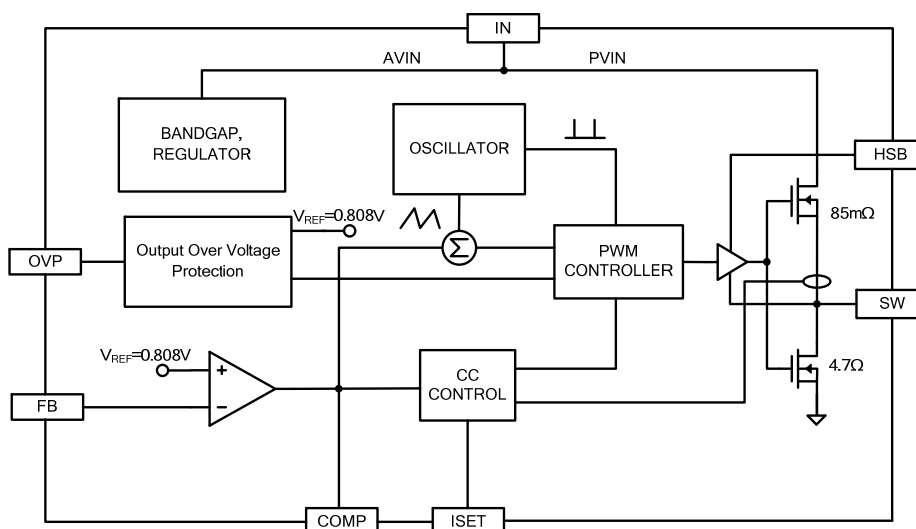 IN
AVIN
PVIN
BANDGAP,
REGULATOR
OSCILLATOR
HSB
85mΩ
VREF=0.808V
OVP
Output Over Voltage
Protection
Σ
PWM
CONTROLLER
SW
VREF=0.808V
+
−
CC
CONTROL
4.7Ω
FB
COMP
ISET